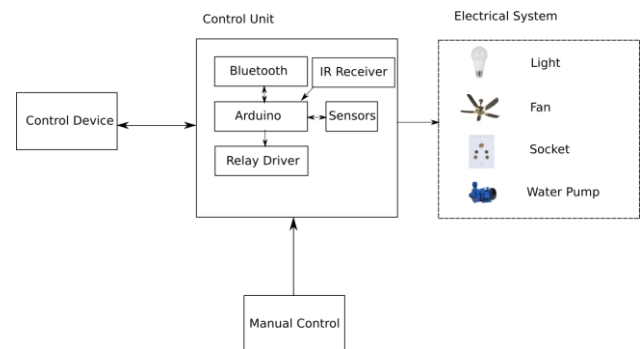 Control Unit
Electrical System
Bluetooth
IR Receiver
Arduino
Sensors
Relay Driver
Control Device
Light
Fan
Socket
Water Pump
Manual Control